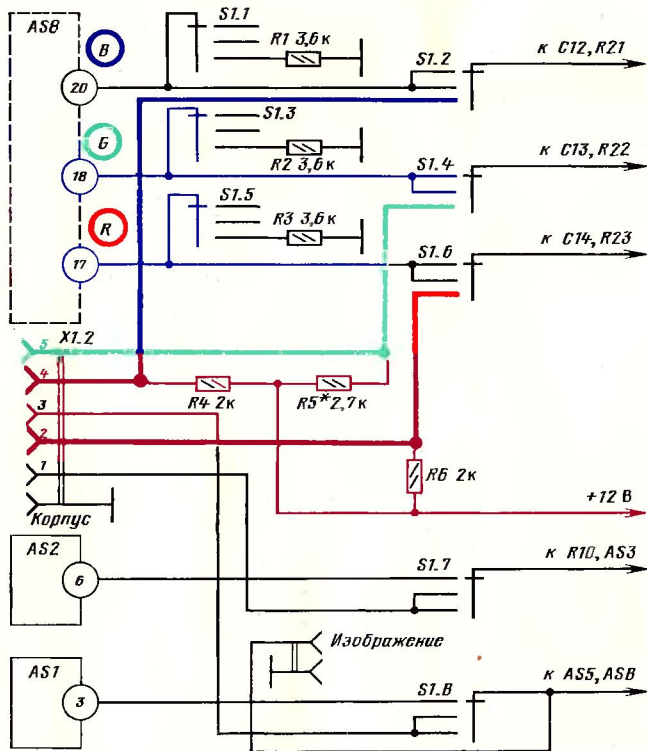 AS8
B
S1.1
R1 3,6 к
20
S1.2
к C12, R21
G
S1.3
R2 3,6 к
18
S1.4
к C13, R22
R
S1.5
R3 3,6 к
17
S1.6
к C14, R23
5
X1.2
4
R4 2к
R5* 2,7 к
3
2
R6 2к
1
+12 В
Корпус
AS2
6
S1.7
к R10, AS3
Изображение
AS1
3
S1.8
к AS5, AS8